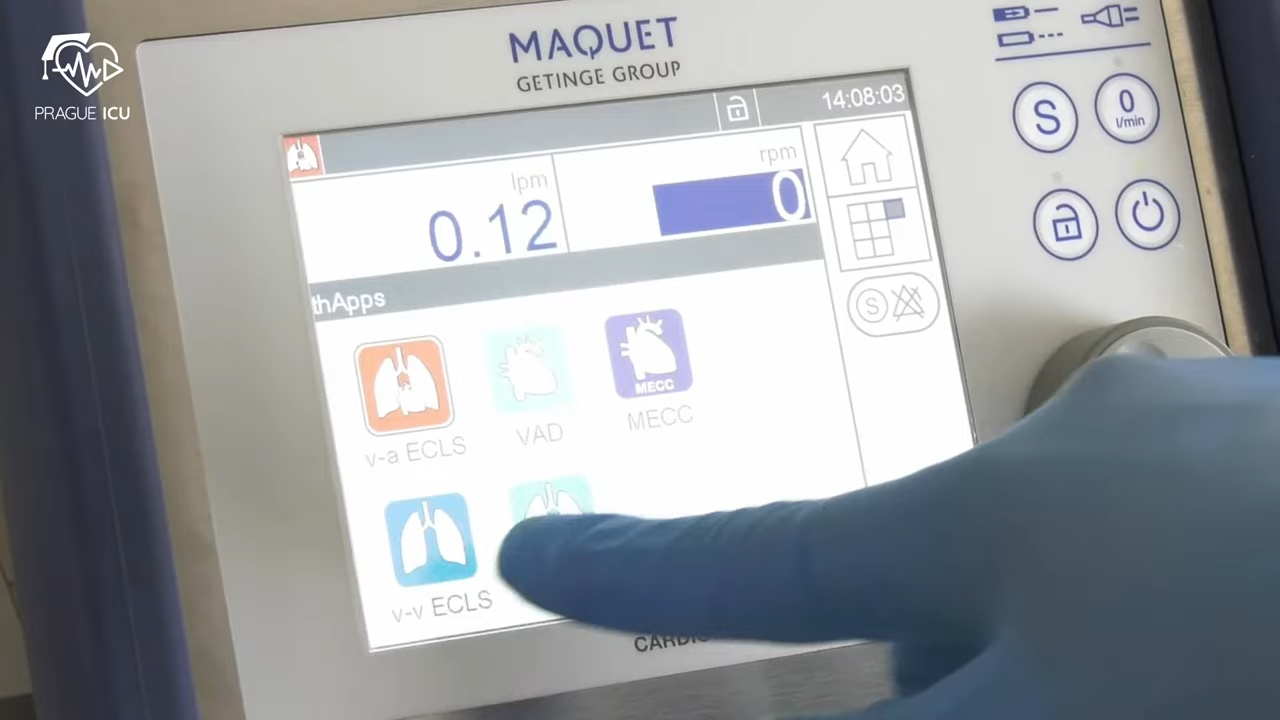 PRAGUE ICU
MAQUET
GETINGE GROUP
14:08:03
lpm
0.12
rpm
0
thApps
v-a ECLS
VAD
MECC
MECC
v-v ECLS
S
S
0
l/min